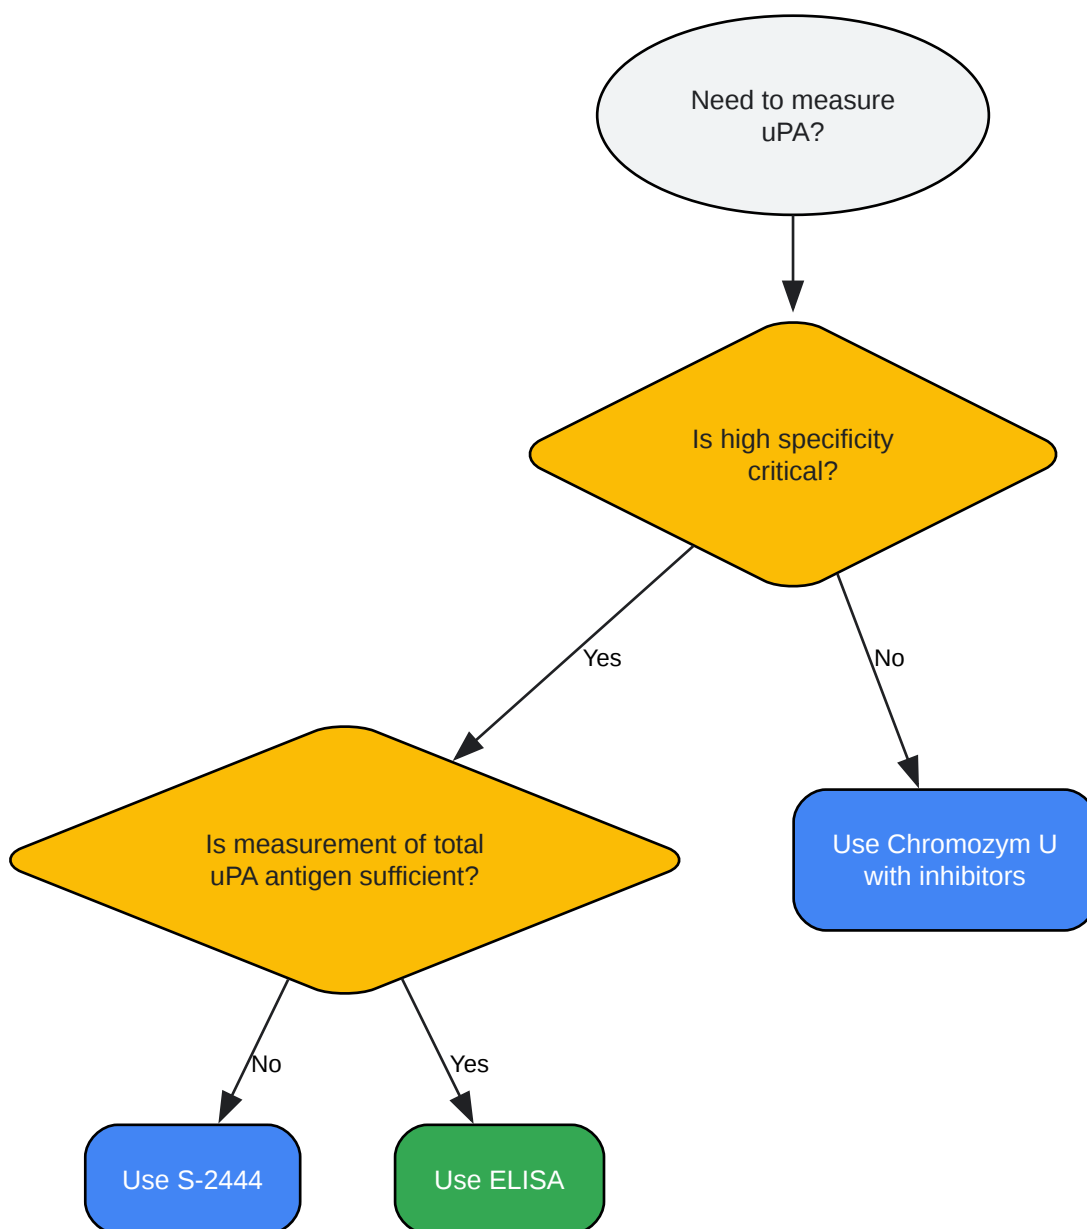 Need to measure
uPA?
Is high specificity
critical?
Yes
No
Is measurement of total
uPA antigen sufficient?
Use Chromozym U
with inhibitors
No
Yes
Use S-2444
Use ELISA